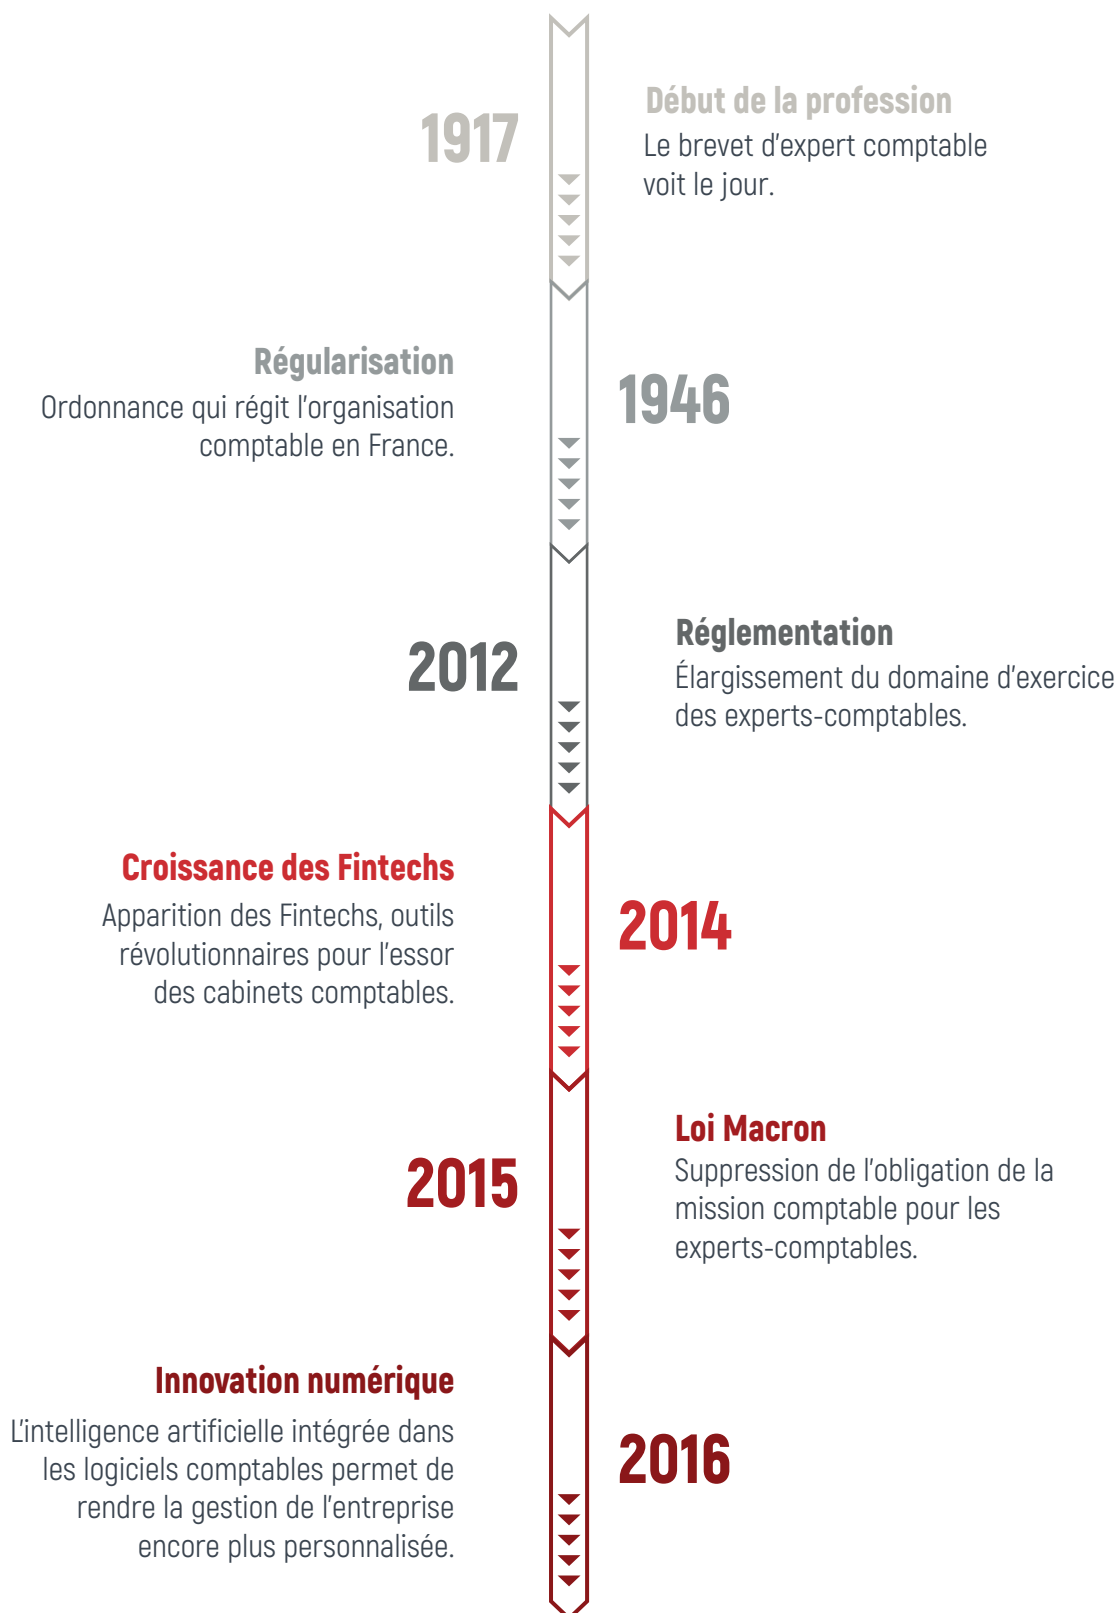 1917
Début de la profession
Le brevet d'expert comptable
voit le jour.
Régularisation
Ordonnance qui régit l'organisation
comptable en France.
1946
2012
Réglementation
Élargissement du domaine d'exercice
des experts-comptables.
Croissance des Fintechs
Apparition des Fintechs, outils
révolutionnaires pour l'essor
des cabinets comptables.
2014
2015
Loi Macron
Suppression de l'obligation de la
mission comptable pour les
experts-comptables.
Innovation numérique
L'intelligence artificielle intégrée dans
les logiciels comptables permet de
rendre la gestion de l'entreprise
encore plus personnalisée.
2016